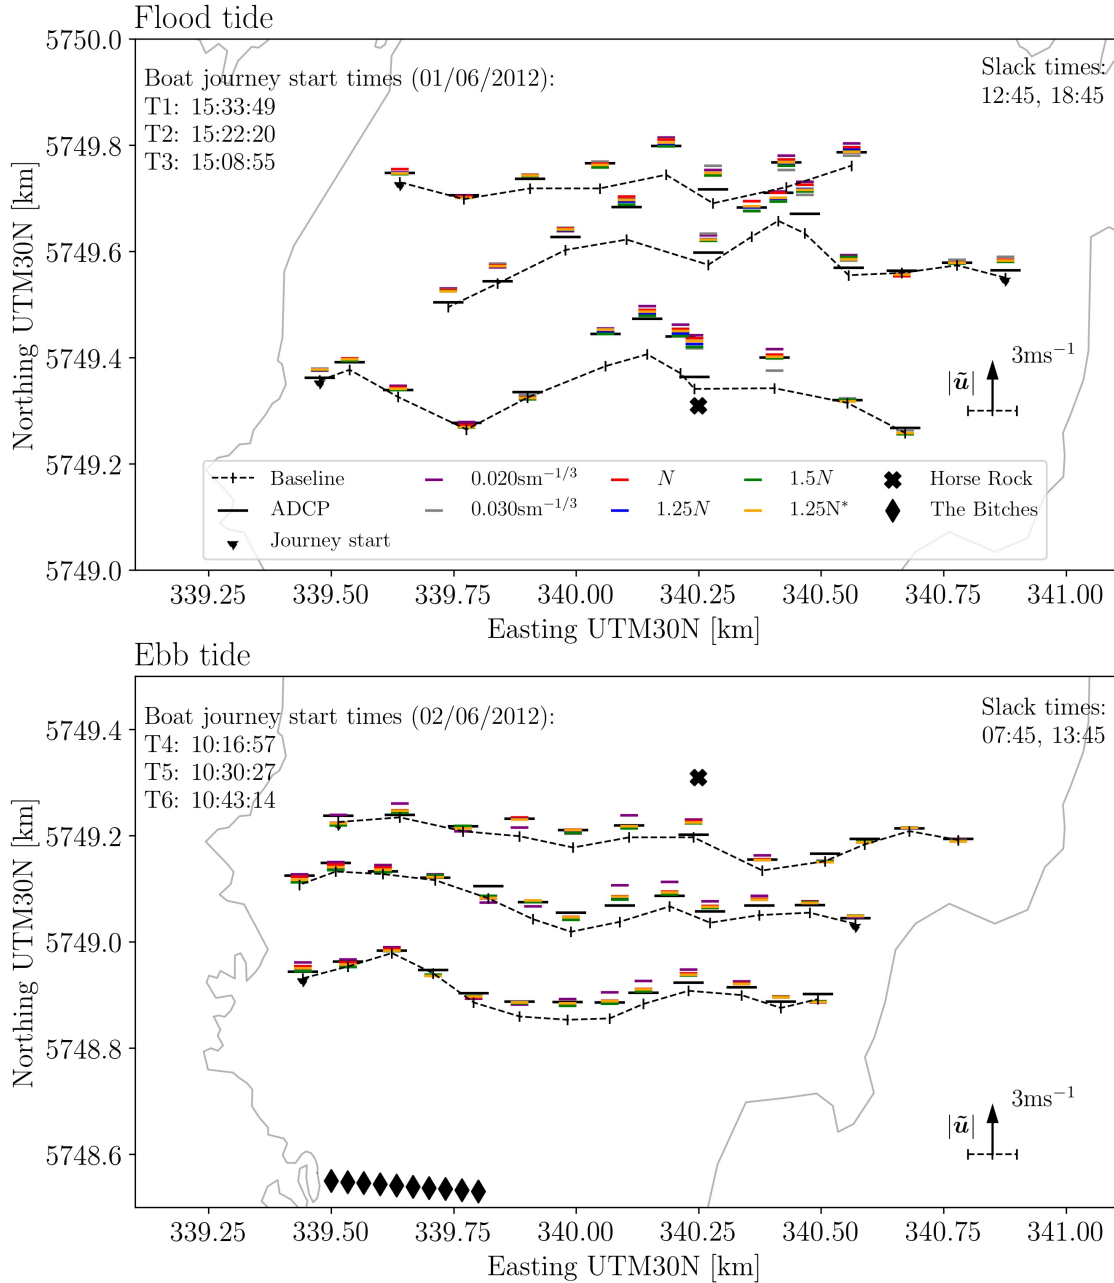 Flood tide
5750.0
5749.8
5749.6
5749.4
5749.2
5749.0
Northing UTM30N [km]
Boat journey start times (01/06/2012):
T1: 15:33:49
T2: 15:22:20
T3: 15:08:55
Slack times:
12:45, 18:45
3ms⁻¹
|ũ|
Baseline
ADCP
Journey start
0.020sm⁻¹/³
0.030sm⁻¹/³
N
1.25N
1.5N
1.25N*
Horse Rock
The Bitches
339.25 339.50 339.75 340.00 340.25 340.50 340.75 341.00
Easting UTM30N [km]
Ebb tide
5749.4
5749.2
5749.0
5748.8
5748.6
Northing UTM30N [km]
Boat journey start times (02/06/2012):
T4: 10:16:57
T5: 10:30:27
T6: 10:43:14
Slack times:
07:45, 13:45
3ms⁻¹
|ũ|
339.25 339.50 339.75 340.00 340.25 340.50 340.75 341.00
Easting UTM30N [km]